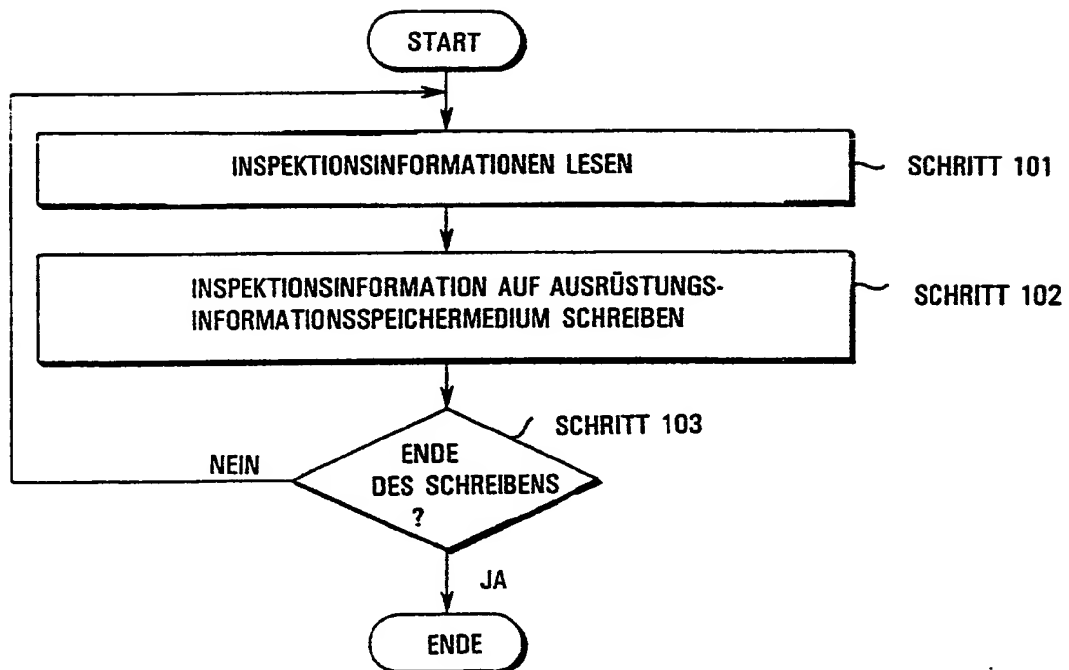 START
INSPEKTIONSINFORMATIONEN LESEN
SCHRITT 101
INSPEKTIONSINFORMATION AUF AUSRÜSTUNGS-
INFORMATIONSSPEICHERMEDIUM SCHREIBEN
SCHRITT 102
SCHRITT 103
ENDE
DES SCHREIBENS
?
NEIN
JA
ENDE